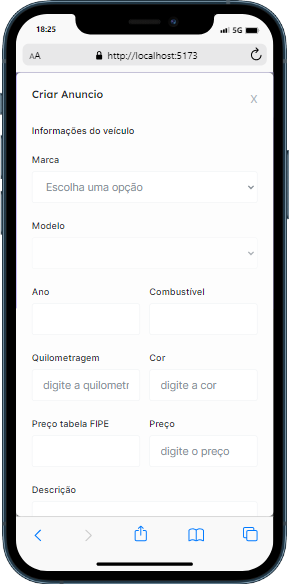 18:25
5G
AA
http://localhost:5173
Criar Anuncio
X
Informações do veículo
Marca
Escolha uma opção
Modelo
Ano
Combustível
Quilometragem
Cor
digite a quilometr
digite a cor
Preço tabela FIPE
Preço
digite o preço
Descrição